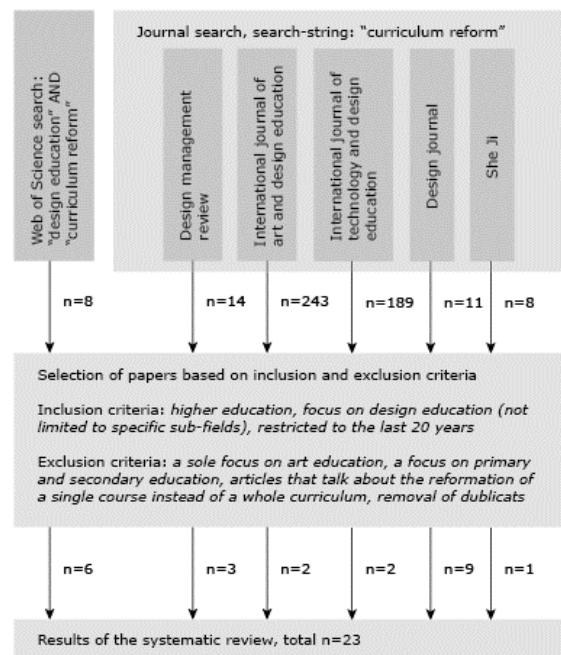 Web of Science search:
"design education" AND
"curriculum reform"
Journal search, search-string: "curriculum reform"
Design management
review
International journal of
art and design education
International journal of
technology and design
education
Design journal
She Ji
n=8
n=14
n=243
n=189
n=11
n=8
Selection of papers based on inclusion and exclusion criteria
Inclusion criteria: higher education, focus on design education (not
limited to specific sub-fields), restricted to the last 20 years
Exclusion criteria: a sole focus on art education, a focus on primary
and secondary education, articles that talk about the reformation of
a single course instead of a whole curriculum, removal of dublicats
n=6
n=3
n=2
n=2
n=9
n=1
Results of the systematic review, total n=23